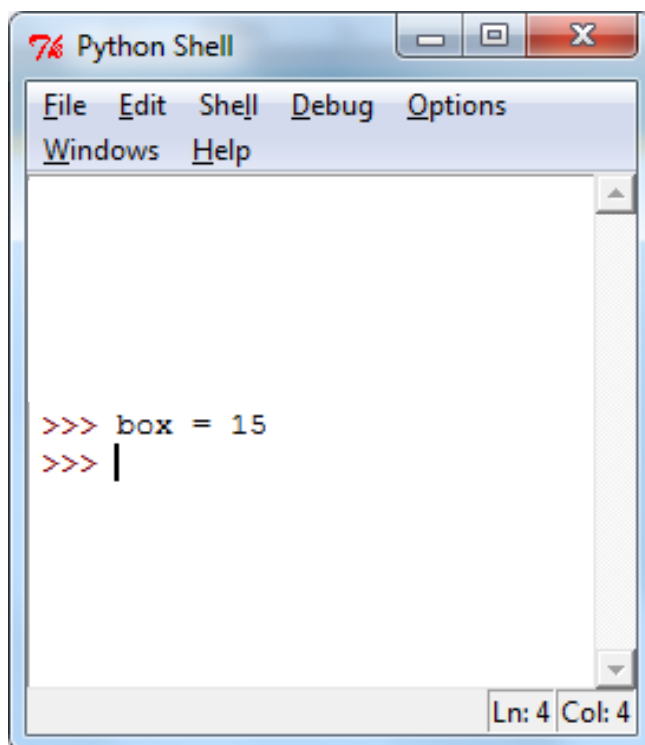 Python Shell
File Edit Shell Debug Options
Windows Help
>>> box = 15
>>>
Ln: 4 Col: 4